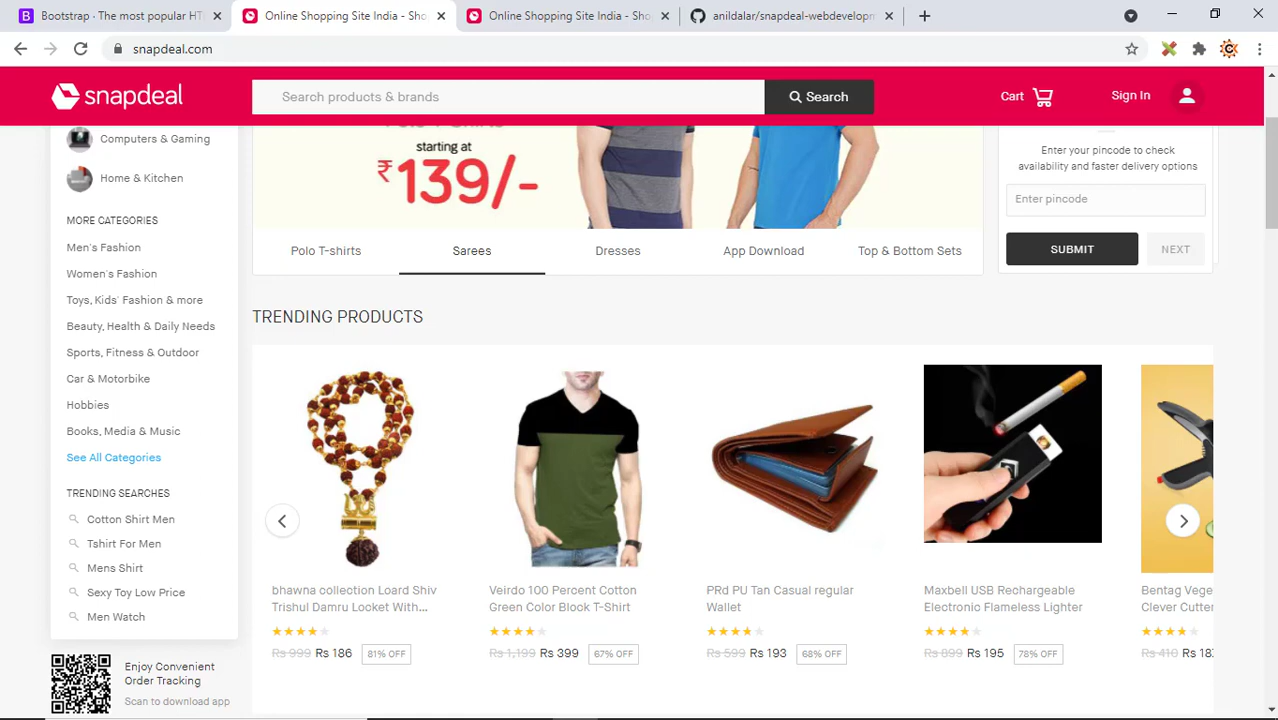 Bootstrap · The most popular HT
Online Shopping Site India - Sho
Online Shopping Site India - Sho
anildalar/snapdeal-webdevelopm
snapdeal.com
snapdeal
Search products & brands
Search
Cart
Sign In
Computers & Gaming
Home & Kitchen
MORE CATEGORIES
Men's Fashion
Women's Fashion
Toys, Kids' Fashion & more
Beauty, Health & Daily Needs
Sports, Fitness & Outdoor
Car & Motorbike
Hobbies
Books, Media & Music
See All Categories
TRENDING SEARCHES
Cotton Shirt Men
Tshirt For Men
Mens Shirt
Sexy Toy Low Price
Men Watch
Enjoy Convenient
Order Tracking
Scan to download app
starting at
₹139/-
Polo T-shirts
Sarees
Dresses
App Download
Top & Bottom Sets
Enter your pincode to check
availability and faster delivery options
Enter pincode
SUBMIT
NEXT
TRENDING PRODUCTS
bhawna collection Loard Shiv
Trishul Damru Locket With...
Rs 999 Rs 186 81% OFF
Veirdo 100 Percent Cotton
Green Color Block T-Shirt
Rs 1,199 Rs 399 67% OFF
PRd PU Tan Casual regular
Wallet
Rs 599 Rs 193 68% OFF
Maxbell USB Rechargeable
Electronic Flameless Lighter
Rs 899 Rs 195 78% OFF
Bentag Vege
Clever Cutter
Rs 410 Rs